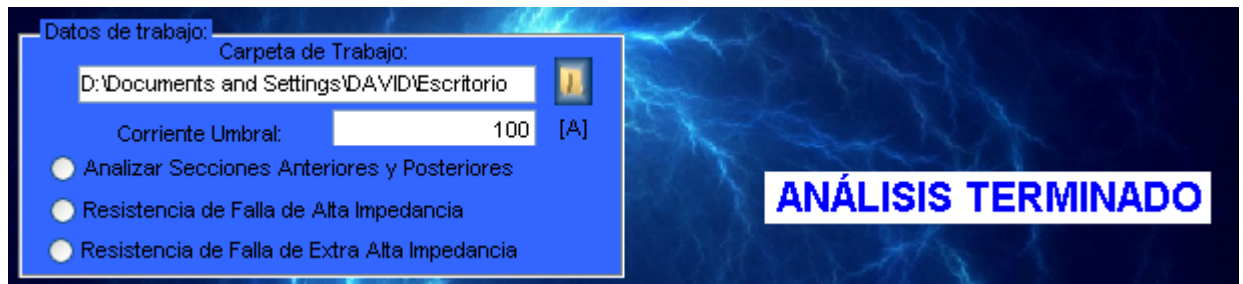 Datos de trabajo:
Carpeta de Trabajo:
D:\Documents and Settings\DAVID\Escritorio
Corriente Umbral: 100 [A]
Analizar Secciones Anteriores y Posteriores
Resistencia de Falla de Alta Impedancia
Resistencia de Falla de Extra Alta Impedancia
ANÁLISIS TERMINADO